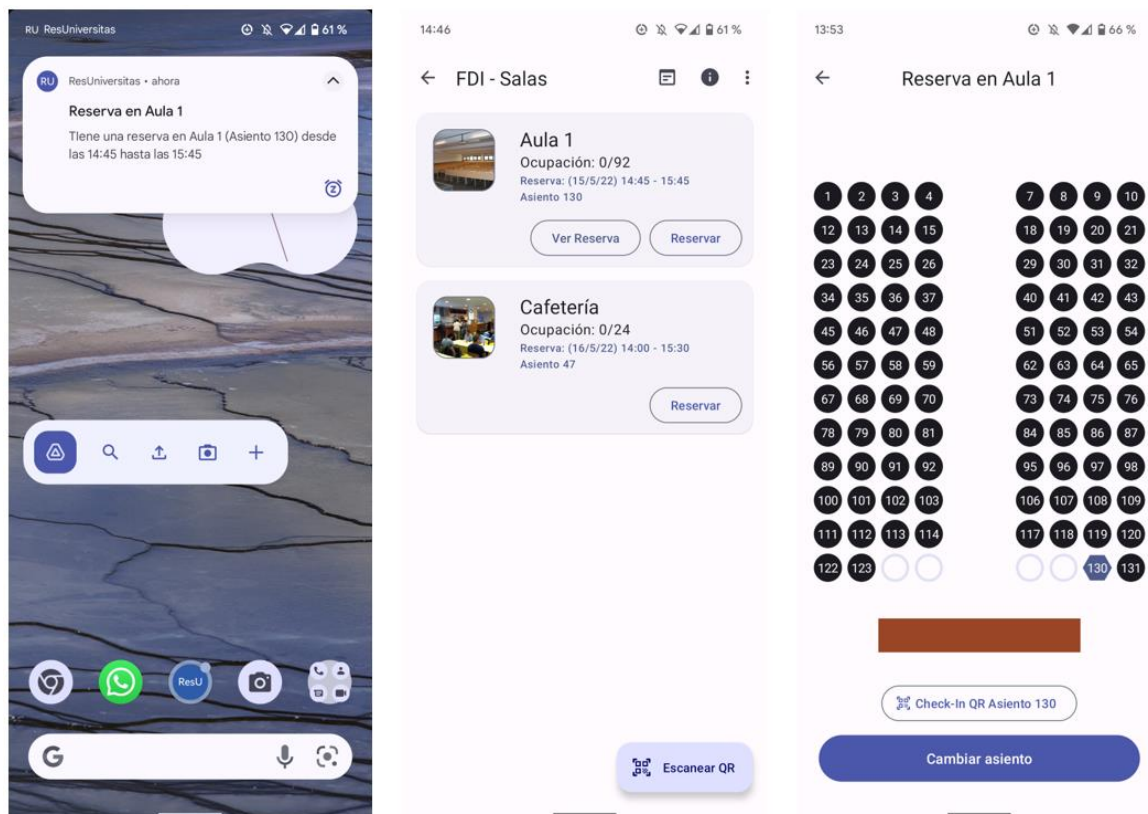 RU ResUniversitas
61 %
RU
ResUniversitas • ahora
Reserva en Aula 1
TIene una reserva en Aula 1 (Asiento 130) desde
las 14:45 hasta las 15:45
z
ResU
G
14:46
61 %
FDI - Salas
Aula 1
Ocupación: 0/92
Reserva: (15/5/22) 14:45 - 15:45
Asiento 130
Ver Reserva
Reservar
Cafetería
Ocupación: 0/24
Reserva: (16/5/22) 14:00 - 15:30
Asiento 47
Reservar
Escanear QR
13:53
66 %
Reserva en Aula 1
1 2 3 4 7 8 9 10
12 13 14 15 18 19 20 21
23 24 25 26 29 30 31 32
34 35 36 37 40 41 42 43
45 46 47 48 51 52 53 54
56 57 58 59 62 63 64 65
67 68 69 70 73 74 75 76
78 79 80 81 84 85 86 87
89 90 91 92 95 96 97 98
100 101 102 103 106 107 108 109
111 112 113 114 117 118 119 120
122 123 130 131
Check-In QR Asiento 130
Cambiar asiento